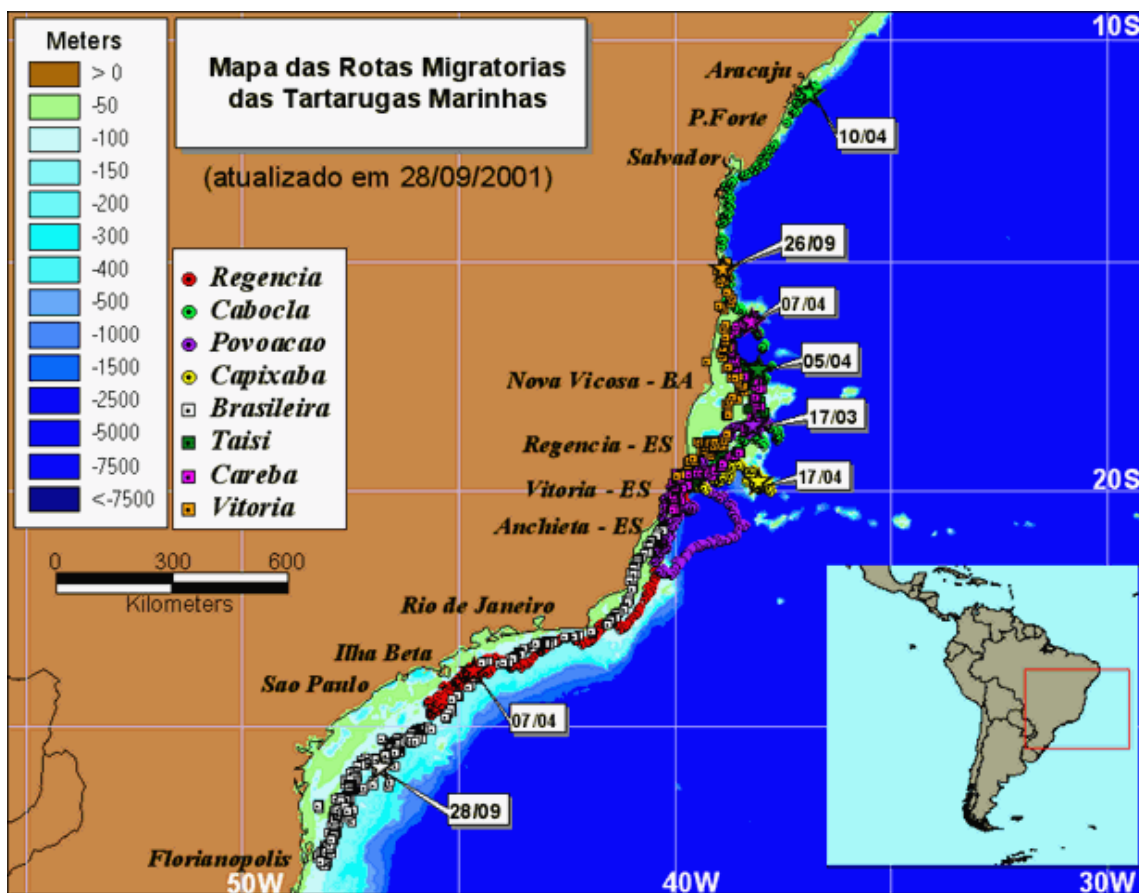 Meters
> 0
-50
-100
-150
-200
-300
-400
-500
-1000
-1500
-2500
-5000
-7500
<-7500
Mapa das Rotas Migratorias
das Tartarugas Marinhas
(atualizado em 28/09/2001)
Regencia
Cabocla
Povoacao
Capixaba
Brasileira
Taisi
Careba
Vitoria
0 300 600
Kilometers
10S
Aracaju
10/04
P.Forte
Salvador
26/09
07/04
05/04
Nova Vicosa - BA
17/03
Regencia - ES
17/04
20S
Vitoria - ES
Anchieta - ES
Rio de Janeiro
Ilha Beta
Sao Paulo
07/04
28/09
Florianopolis
50W
40W
30W